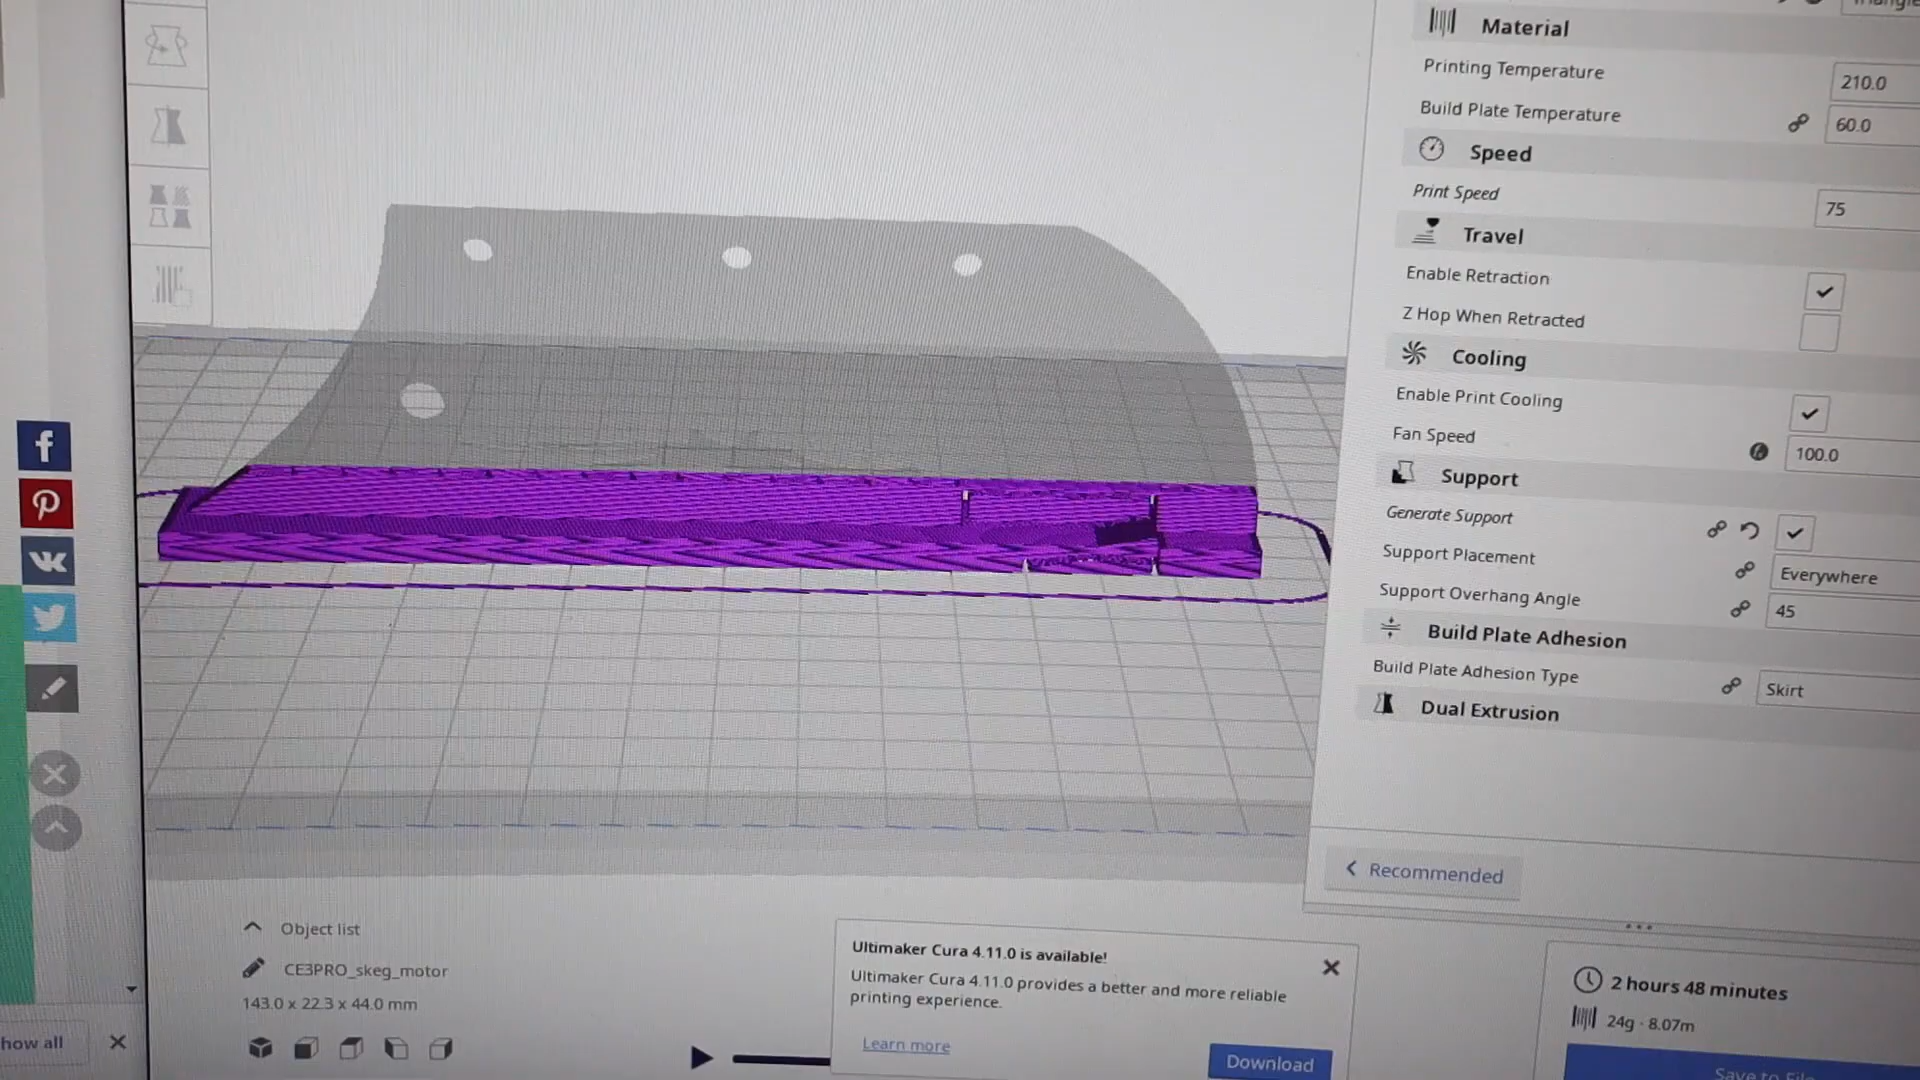 Material
Printing Temperature
210.0
Build Plate Temperature
60.0
Speed
Print Speed
75
Travel
Enable Retraction
Z Hop When Retracted
Cooling
Enable Print Cooling
Fan Speed
100.0
Support
Generate Support
Support Placement
Everywhere
Support Overhang Angle
45
Build Plate Adhesion
Build Plate Adhesion Type
Skirt
Dual Extrusion
Recommended
Object list
CE3PRO_skeg_motor
143.0 x 22.3 x 44.0 mm
Ultimaker Cura 4.11.0 is available!
Ultimaker Cura 4.11.0 provides a better and more reliable
printing experience.
Learn more
Download
2 hours 48 minutes
24g · 8.07m
Save to
how all